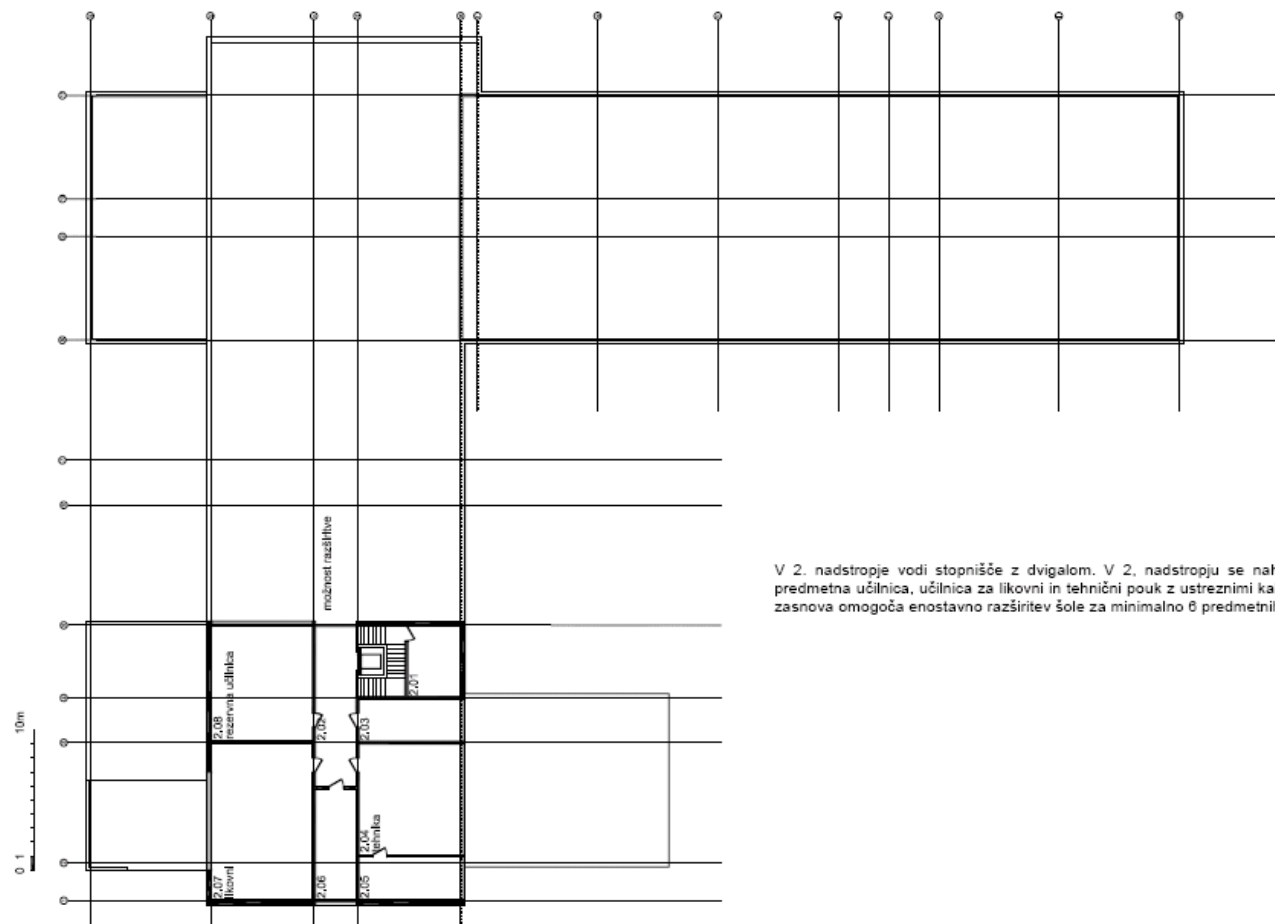 V 2. nadstropje vodi stopnišče z dvigalom. V 2, nadstropju se nah
predmetna učilnica, učilnica za likovni in tehnični pouk z ustreznimi ka
zasnova omogoča enostavno razširitev šole za minimalno 6 predmetnil
možnost razširitve
2.01
2.08
rezervna učilnica
2.02
2.03
2.04
tehnika
2.07
likovni
2.06
2.05
0 1
10m